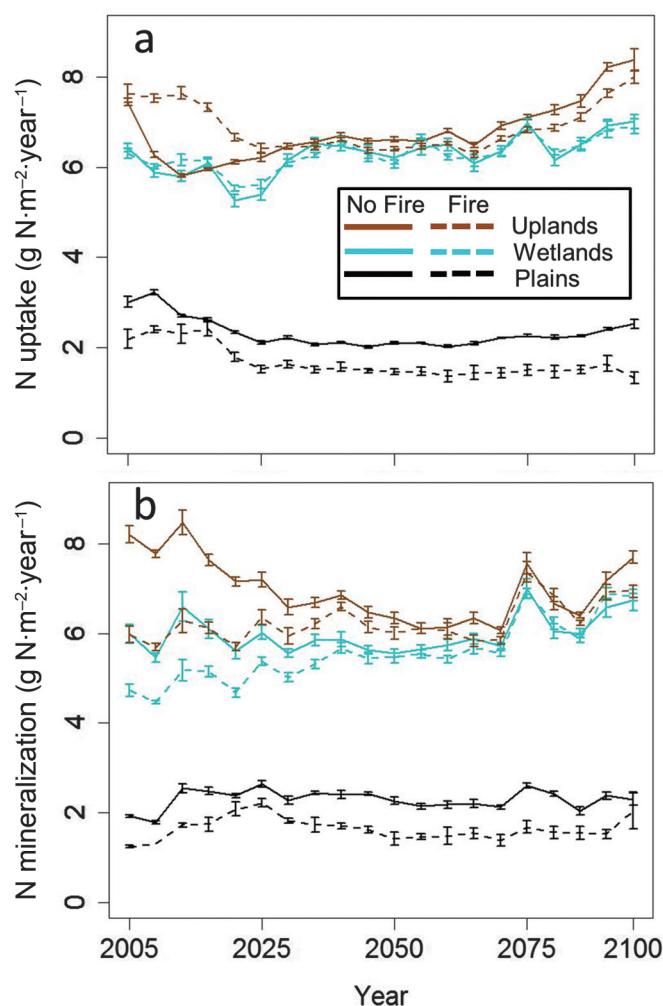 a
N uptake (g N·m⁻²·year⁻¹)
8
6
4
2
0
No Fire Fire
Uplands
Wetlands
Plains
b
N mineralization (g N·m⁻²·year⁻¹)
8
6
4
2
0
2005 2025 2050 2075 2100
Year